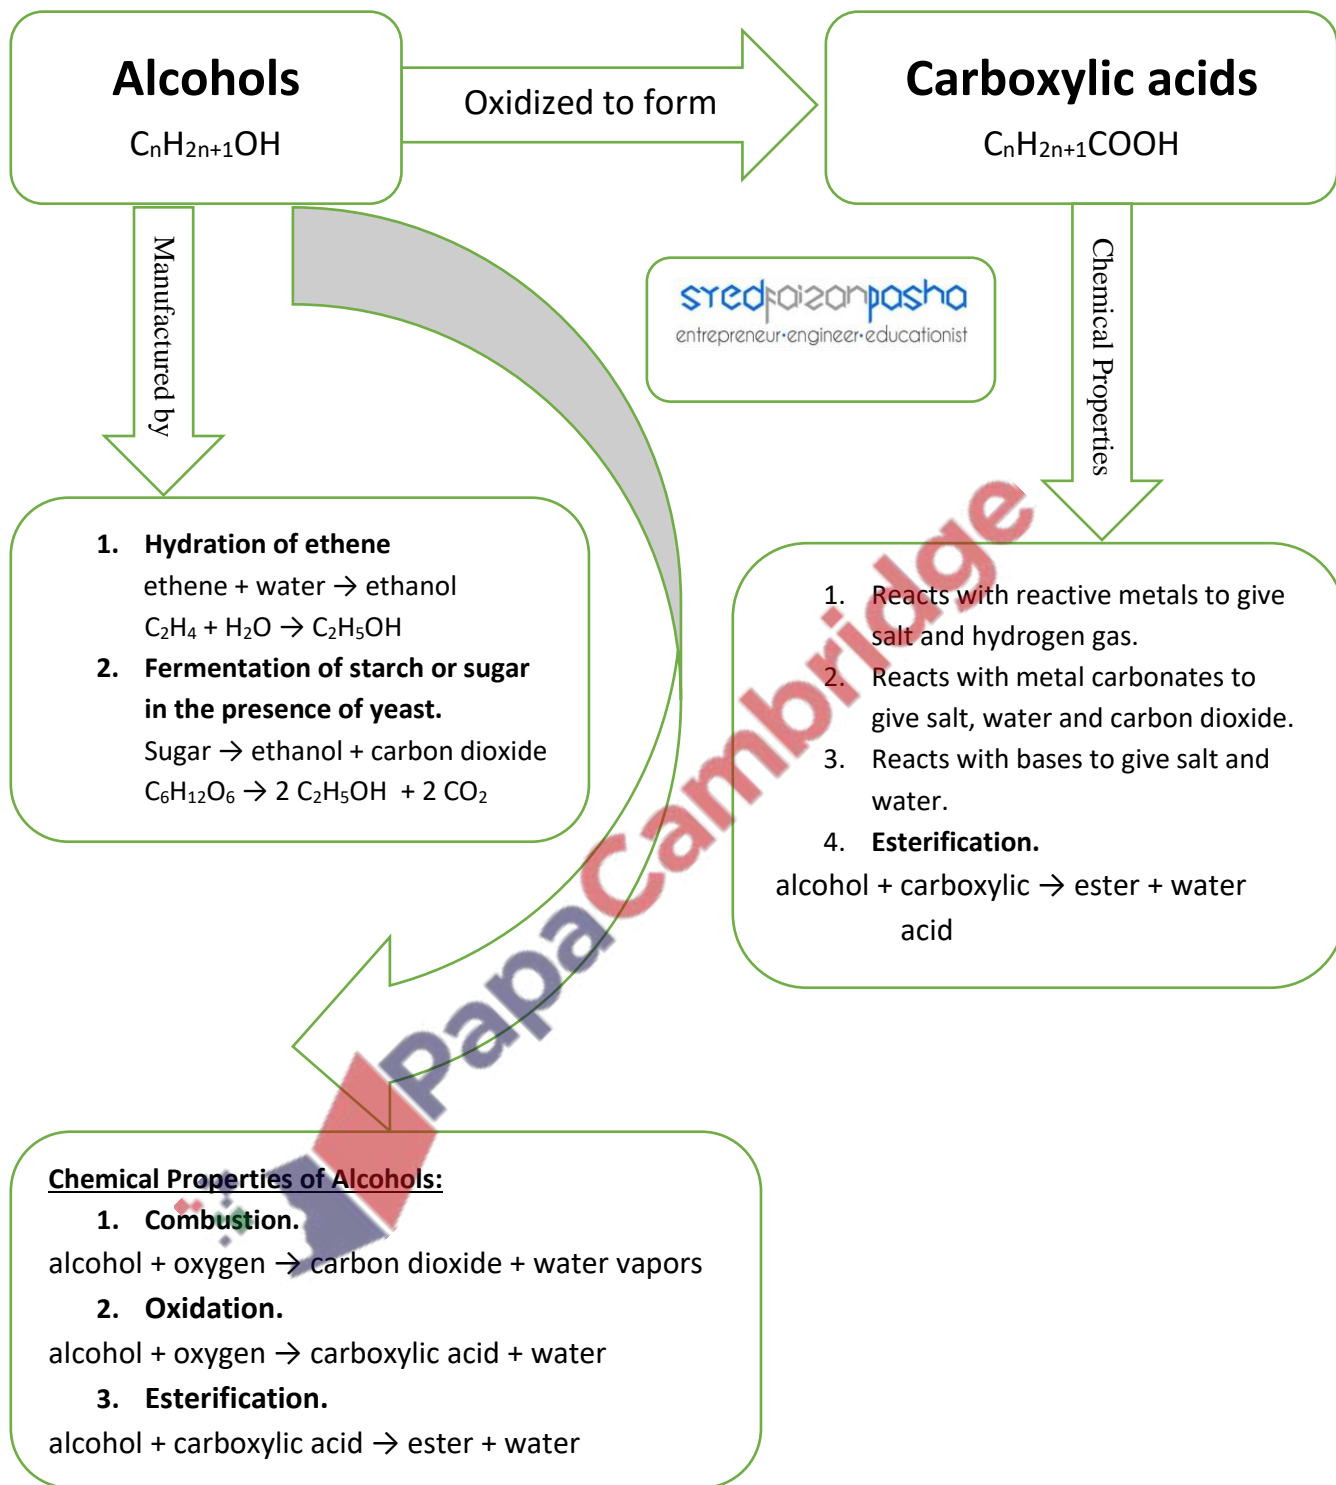 Alcohols
CₙH₂ₙ₊₁OH
Oxidized to form
Carboxylic acids
CₙH₂ₙ₊₁COOH
Manufactured by
Chemical Properties
syedfaizanpasha
entrepreneur·engineer·educationist
1. Hydration of ethene
ethene + water → ethanol
C₂H₄ + H₂O → C₂H₅OH
2. Fermentation of starch or sugar
in the presence of yeast.
Sugar → ethanol + carbon dioxide
C₆H₁₂O₆ → 2 C₂H₅OH + 2 CO₂
1. Reacts with reactive metals to give
salt and hydrogen gas.
2. Reacts with metal carbonates to
give salt, water and carbon dioxide.
3. Reacts with bases to give salt and
water.
4. Esterification.
alcohol + carboxylic → ester + water
acid
PapaCambridge
Chemical Properties of Alcohols:
1. Combustion.
alcohol + oxygen → carbon dioxide + water vapors
2. Oxidation.
alcohol + oxygen → carboxylic acid + water
3. Esterification.
alcohol + carboxylic acid → ester + water